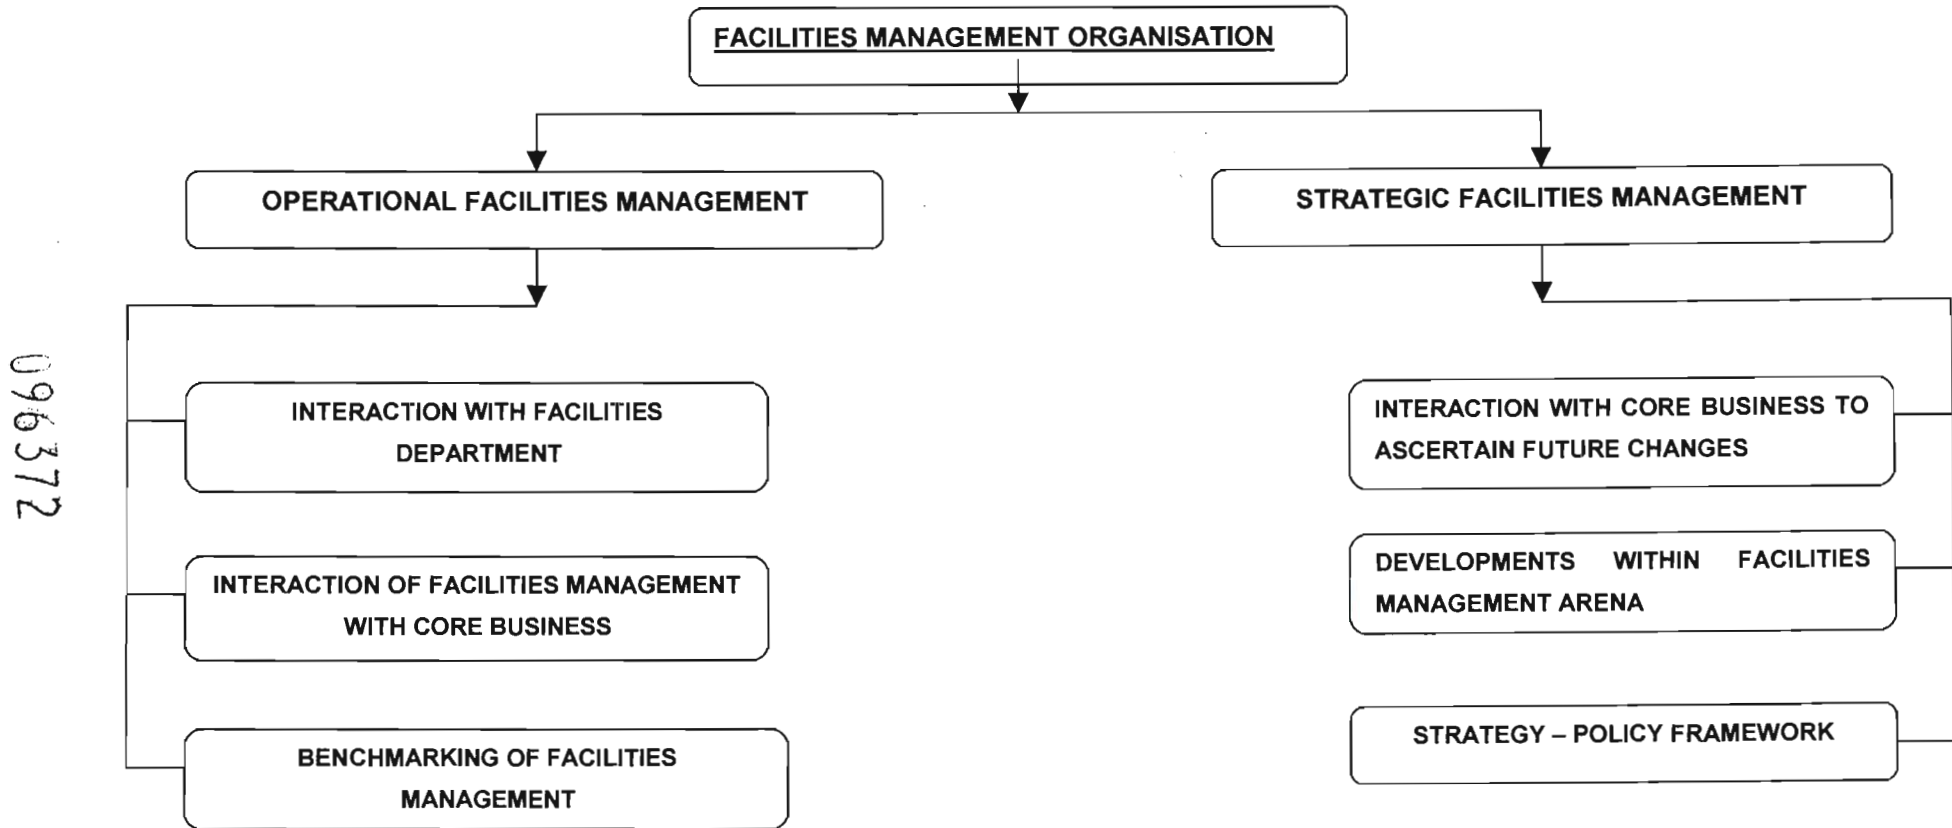 FACILITIES MANAGEMENT ORGANISATION
OPERATIONAL FACILITIES MANAGEMENT
STRATEGIC FACILITIES MANAGEMENT
INTERACTION WITH FACILITIES
DEPARTMENT
INTERACTION OF FACILITIES MANAGEMENT
WITH CORE BUSINESS
BENCHMARKING OF FACILITIES
MANAGEMENT
INTERACTION WITH CORE BUSINESS TO
ASCERTAIN FUTURE CHANGES
DEVELOPMENTS WITHIN FACILITIES
MANAGEMENT ARENA
STRATEGY – POLICY FRAMEWORK
096372